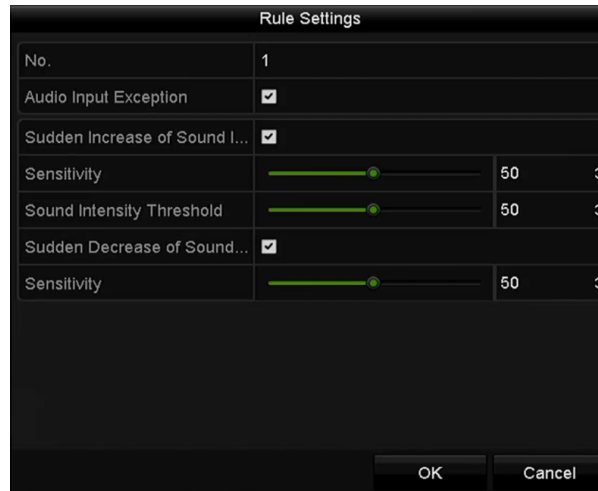 Rule Settings
No. 1
Audio Input Exception
Sudden Increase of Sound I...
Sensitivity 50
Sound Intensity Threshold 50
Sudden Decrease of Sound...
Sensitivity 50
OK Cancel